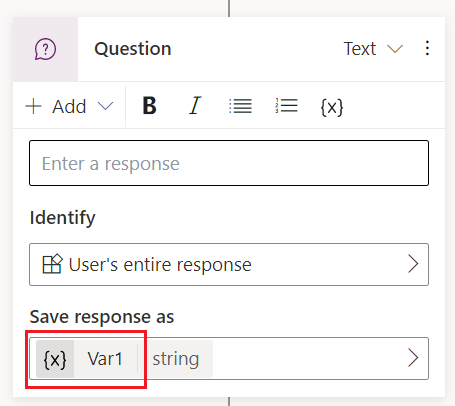 Question Text
Add B I {x}
Enter a response
Identify
User's entire response
Save response as
{x} Var1 string